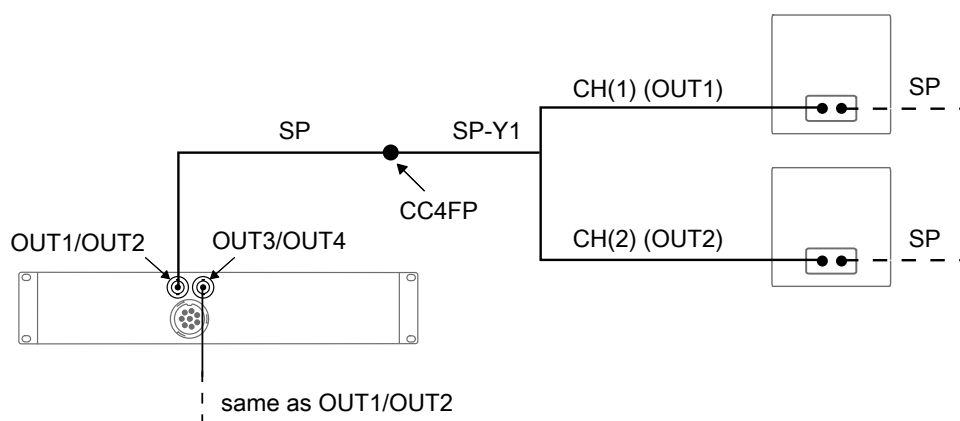 CH(1) (OUT1)
SP
SP
SP-Y1
CC4FP
OUT1/OUT2
OUT3/OUT4
CH(2) (OUT2)
SP
same as OUT1/OUT2